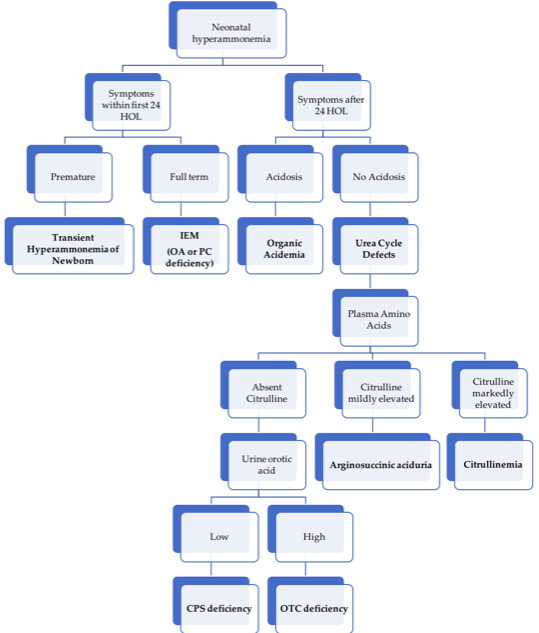 Neonatal
hyperammonemia
Symptoms
within first 24
HOL
Symptoms after
24 HOL
Premature
Full term
Acidosis
No Acidosis
Transient
Hyperammonemia of
Newborn
IEM
(OA or PC
deficiency)
Organic
Acidemia
Urea Cycle
Defects
Plasma Amino
Acids
Absent
Citrulline
Citrulline
mildly elevated
Citrulline
markedly
elevated
Urine orotic
acid
Arginosuccinic aciduria
Citrullinemia
Low
High
CPS deficiency
OTC deficiency